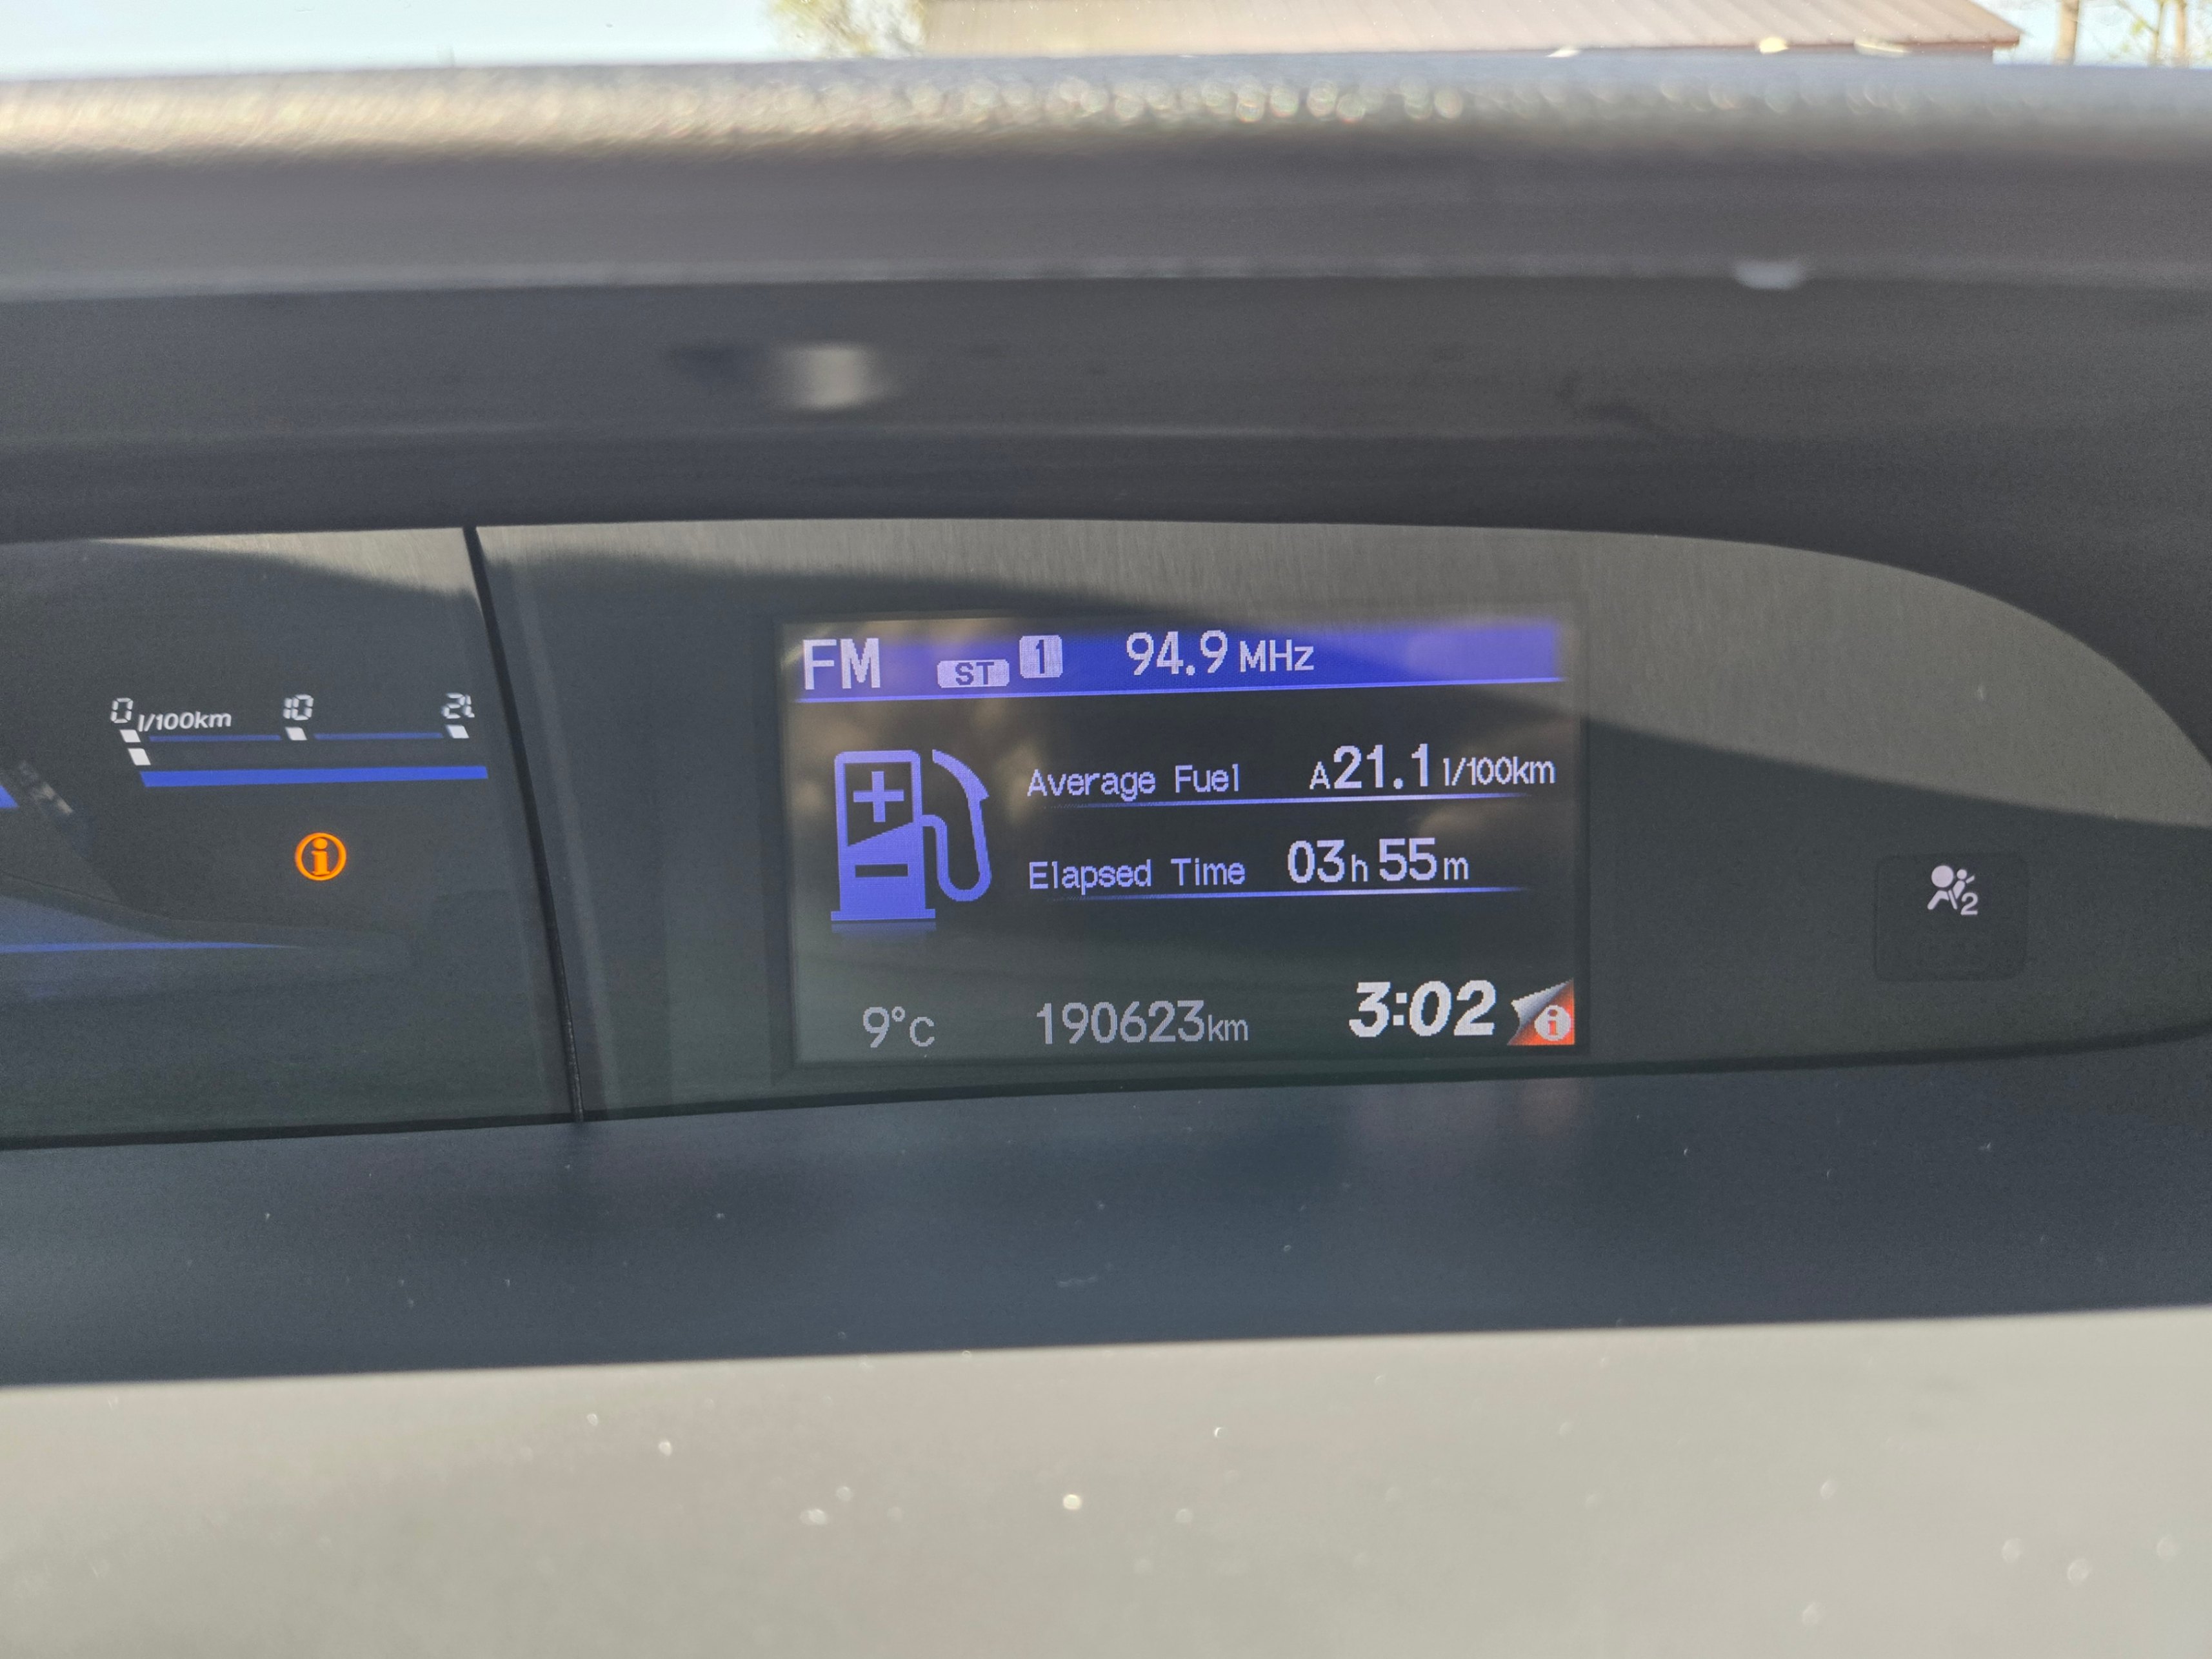 FM ST 1 94.9 MHz
0 l/100km 10
Average Fuel A21.1 l/100km
Elapsed Time 03h 55m
2
9°C 190623km 3:02 i
i